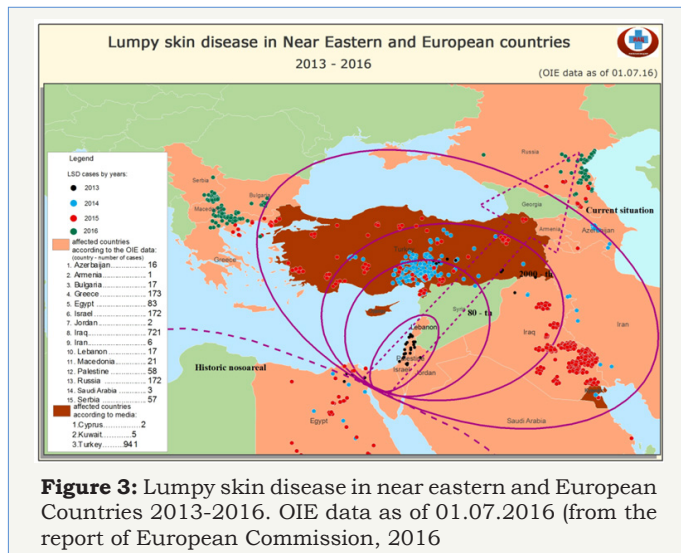 Lumpy skin disease in Near Eastern and European countries
2013 - 2016
(OIE data as of 01.07.16)
Legend
LSD cases by years:
2013
2014
2015
2016
affected countries
according to the OIE data:
(country - number of cases)
1. Azerbaijan............ 16
2. Armenia............... 1
3. Bulgaria............... 17
4. Greece................. 173
5. Egypt.................. 83
6. Israel................... 172
7. Jordan................. 2
8. Iraq..................... 721
9. Iran..................... 6
10. Lebanon............. 17
11. Macedonia......... 21
12. Palestine............ 58
13. Russia................ 172
14. Saudi Arabia...... 3
15. Serbia................ 57
affected countries
according to media:
1.Cyprus........... 2
2.Kuwait............ 5
3.Turkey.........941
Russia
Serbia
Bulgaria
Georgia
Current situation
Armenia
Azerbaijan
Greece
80 - ta
Lebanon
Iraq
Iran
Palestine
Israel
Jordan
Historic nosoareal
Egypt
Saudi Arabia
Figure 3: Lumpy skin disease in near eastern and European
Countries 2013-2016. OIE data as of 01.07.2016 (from the
report of European Commission, 2016